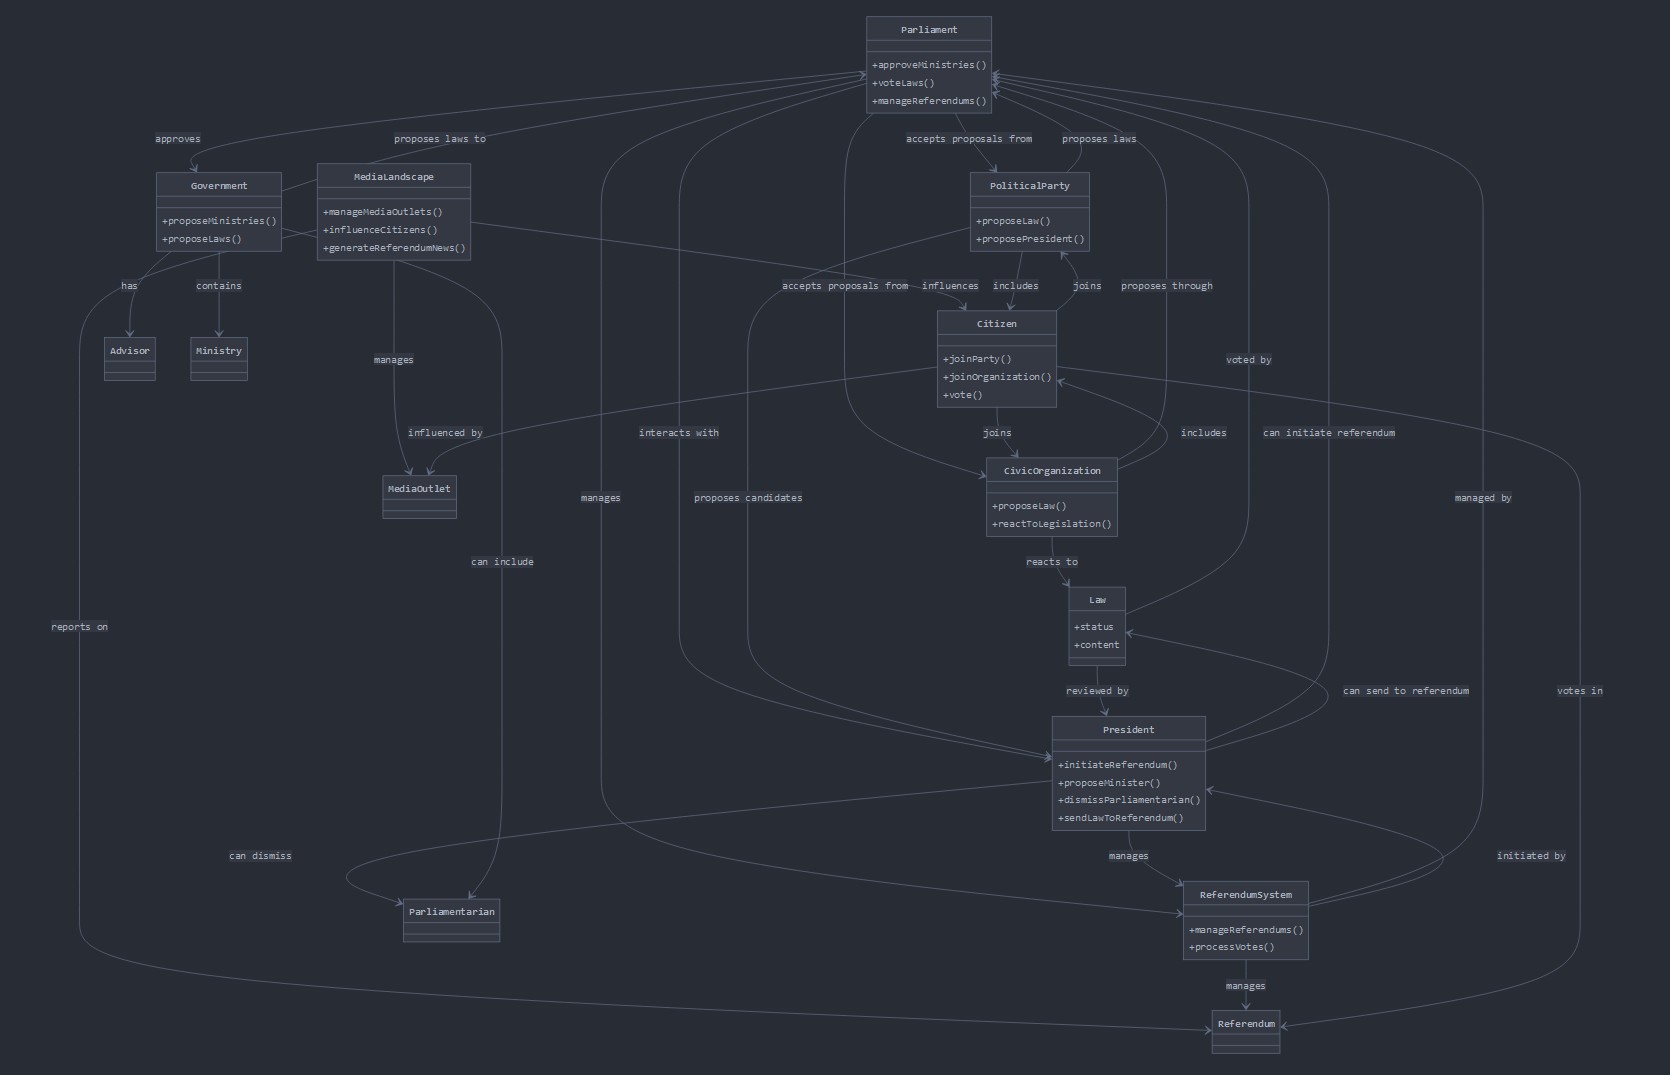 Parliament
+approveMinistries()
+voteLaws()
+manageReferendums()
approves
proposes laws to
accepts proposals from
proposes laws
Government
+proposeMinistries()
+proposeLaws()
MediaLandscape
+manageMediaOutlets()
+influenceCitizens()
+generateReferendumNews()
PoliticalParty
+proposeLaw()
+proposePresident()
has
contains
accepts proposals from
influences
includes
joins
proposes through
Citizen
+joinParty()
+joinOrganization()
+vote()
Advisor
Ministry
manages
voted by
influenced by
interacts with
joins
includes
can initiate referendum
CivicOrganization
+proposeLaw()
+reactToLegislation()
MediaOutlet
manages
proposes candidates
managed by
can include
reacts to
Law
+status
+content
reports on
reviewed by
can send to referendum
votes in
President
+initiateReferendum()
+proposeMinister()
+dismissParliamentarian()
+sendLawToReferendum()
can dismiss
manages
initiated by
Parliamentarian
ReferendumSystem
+manageReferendums()
+processVotes()
manages
Referendum